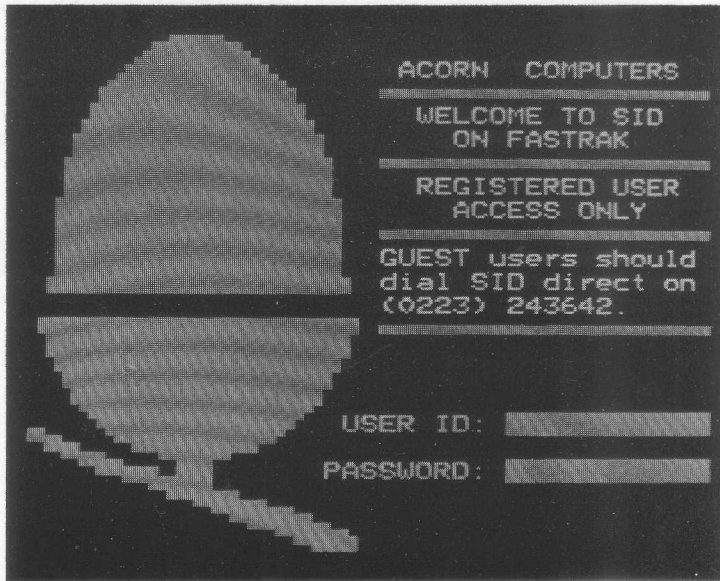 ACORN COMPUTERS
WELCOME TO SID
ON FASTRAK
REGISTERED USER
ACCESS ONLY
GUEST users should
dial SID direct on
(0223) 243642.
USER ID:
PASSWORD: